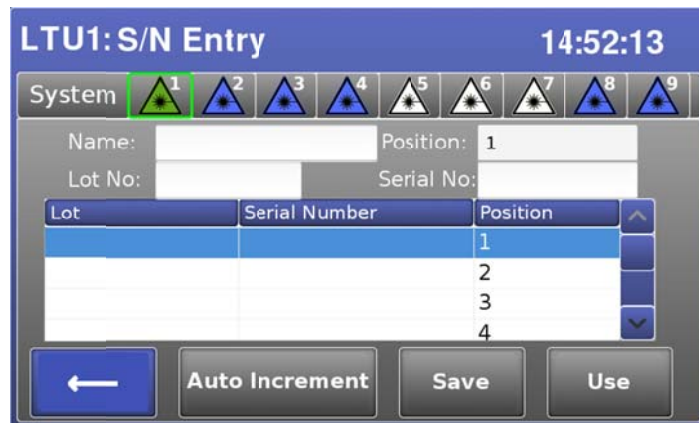 LTU1: S/N Entry 14:52:13
System 1 2 3 4 5 6 7 8 9
Name: Position: 1
Lot No: Serial No:
Lot Serial Number Position
1
2
3
4
Auto Increment Save Use